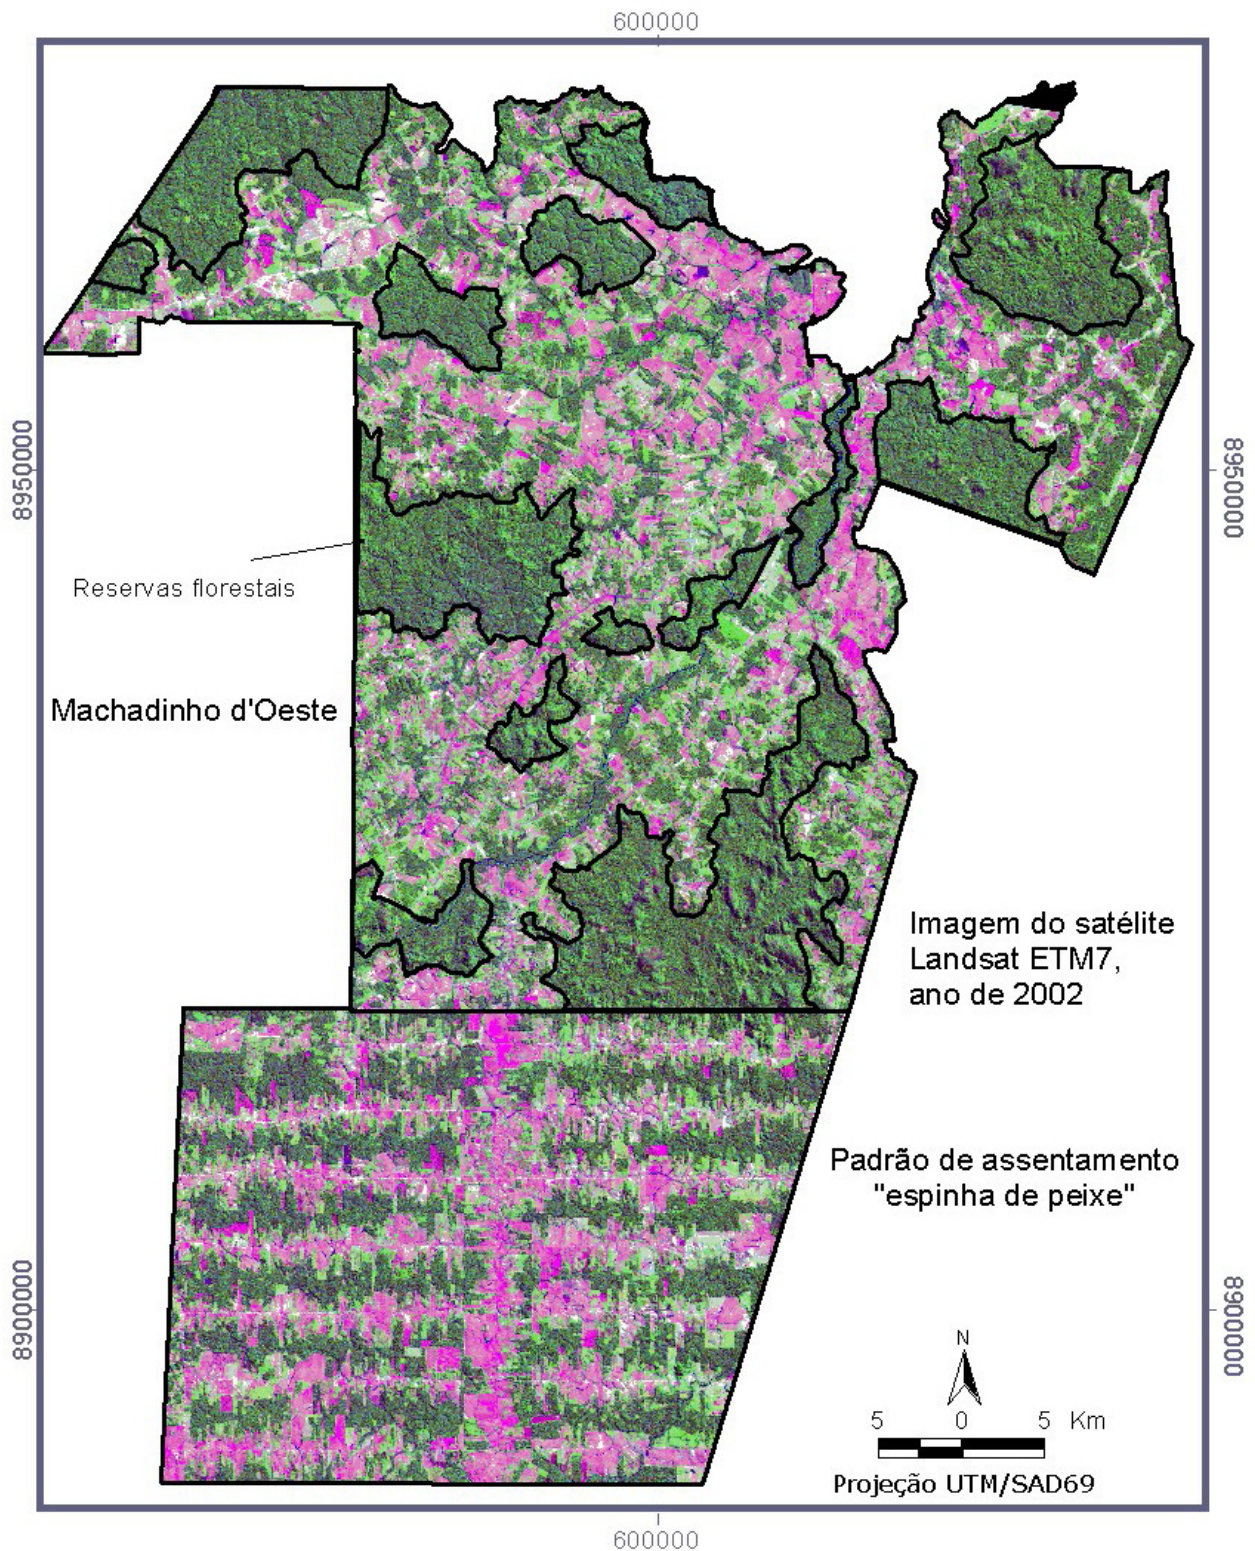 600000
8950000
8950000
Reservas florestais
Machadinho d'Oeste
Imagem do satélite
Landsat ETM7,
ano de 2002
Padrão de assentamento
"espinha de peixe"
8900000
8900000
N
5 0 5 Km
Projeção UTM/SAD69
600000